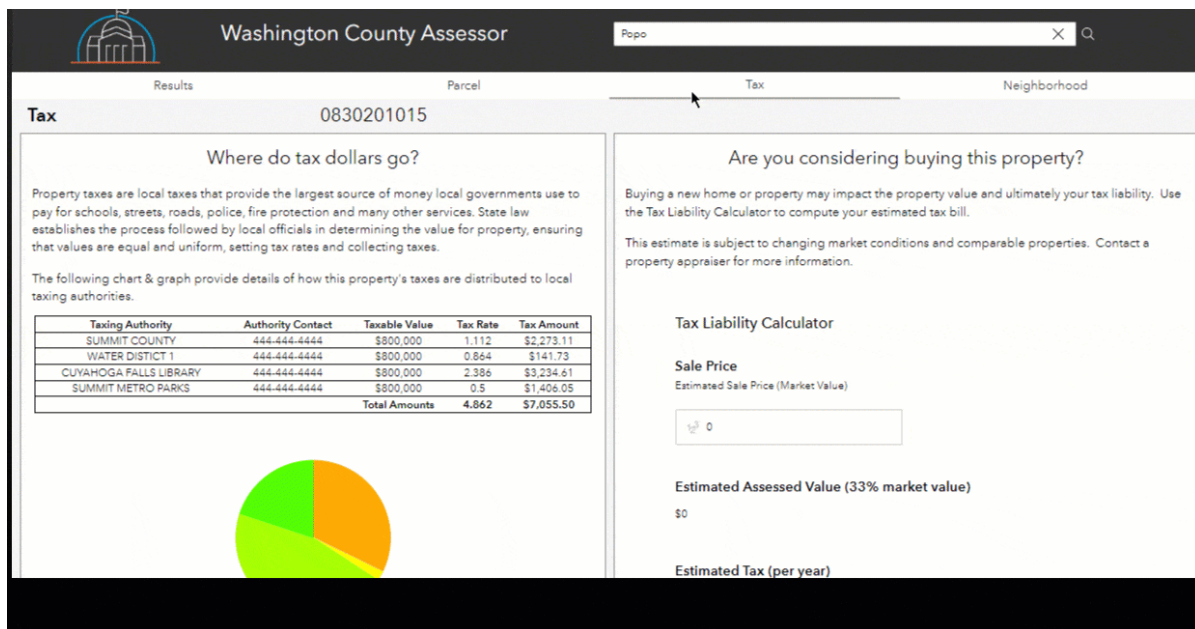 Washington County Assessor
Popo
Results Parcel Tax Neighborhood
Tax 0830201015
Where do tax dollars go?
Property taxes are local taxes that provide the largest source of money local governments use to
pay for schools, streets, roads, police, fire protection and many other services. State law
establishes the process followed by local officials in determining the value for property, ensuring
that values are equal and uniform, setting tax rates and collecting taxes.
The following chart & graph provide details of how this property's taxes are distributed to local
taxing authorities.
Taxing Authority Authority Contact Taxable Value Tax Rate Tax Amount
SUMMIT COUNTY 444-444-4444 $800,000 1.112 $2,273.11
WATER DISTICT 1 444-444-4444 $800,000 0.864 $141.73
CUYAHOGA FALLS LIBRARY 444-444-4444 $800,000 2.386 $3,234.61
SUMMIT METRO PARKS 444-444-4444 $800,000 0.5 $1,406.05
Total Amounts 4.862 $7,055.50
Are you considering buying this property?
Buying a new home or property may impact the property value and ultimately your tax liability. Use
the Tax Liability Calculator to compute your estimated tax bill.
This estimate is subject to changing market conditions and comparable properties. Contact a
property appraiser for more information.
Tax Liability Calculator
Sale Price
Estimated Sale Price (Market Value)
0
Estimated Assessed Value (33% market value)
$0
Estimated Tax (per year)